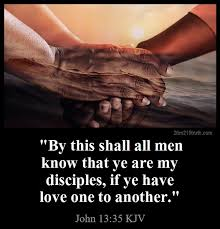 "By this shall all men
know that ye are my
disciples, if ye have
love one to another."
John 13:35 KJV